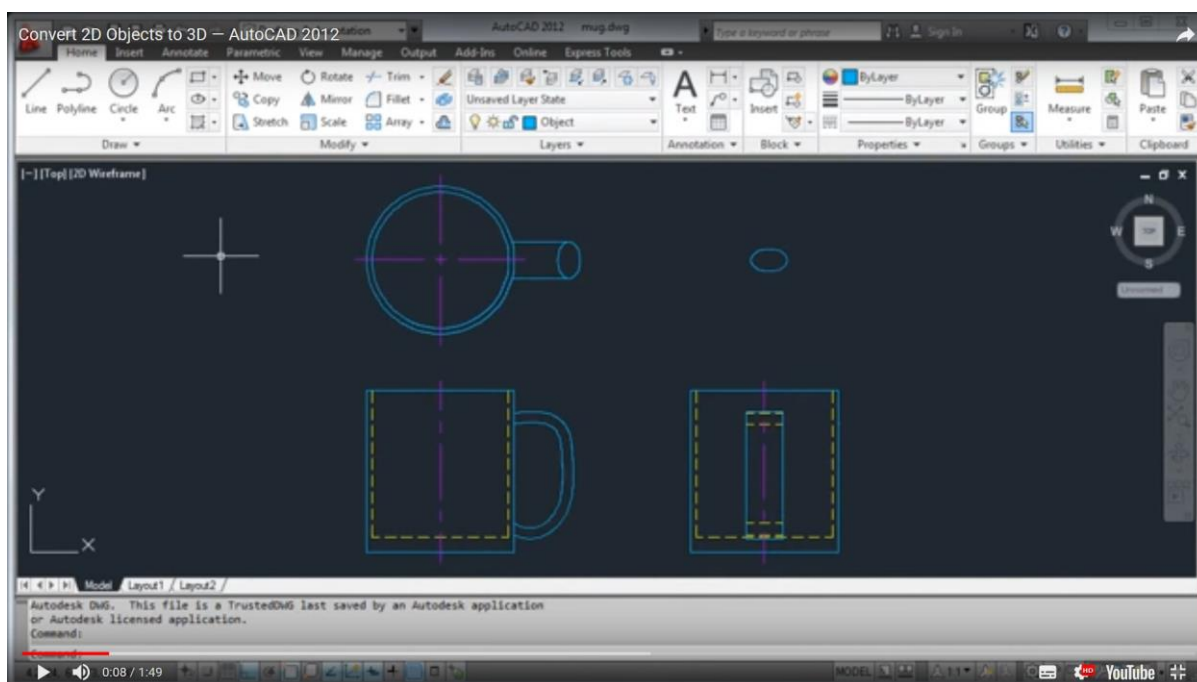 Convert 2D Objects to 3D — AutoCAD 2012
AutoCAD 2012 mug.dwg
Type a keyword or phrase
Sign In
Home Insert Annotate Parametric View Manage Output Add-Ins Online Express Tools
Line Polyline Circle Arc
Move Rotate Trim
Copy Mirror Fillet
Stretch Scale Array
Unsaved Layer State
Object
Text
Insert
ByLayer
ByLayer
ByLayer
Group
Measure
Paste
Draw Modify Layers Annotation Block Properties Groups Utilities Clipboard
[-][Top][2D Wireframe]
N
W TOP E
S
Unnamed
Y
X
Model Layout1 Layout2
Autodesk DWG. This file is a TrustedDWG last saved by an Autodesk application
or Autodesk licensed application.
Command:
Command:
0:08 / 1:49
MODEL
1:1
HD
YouTube